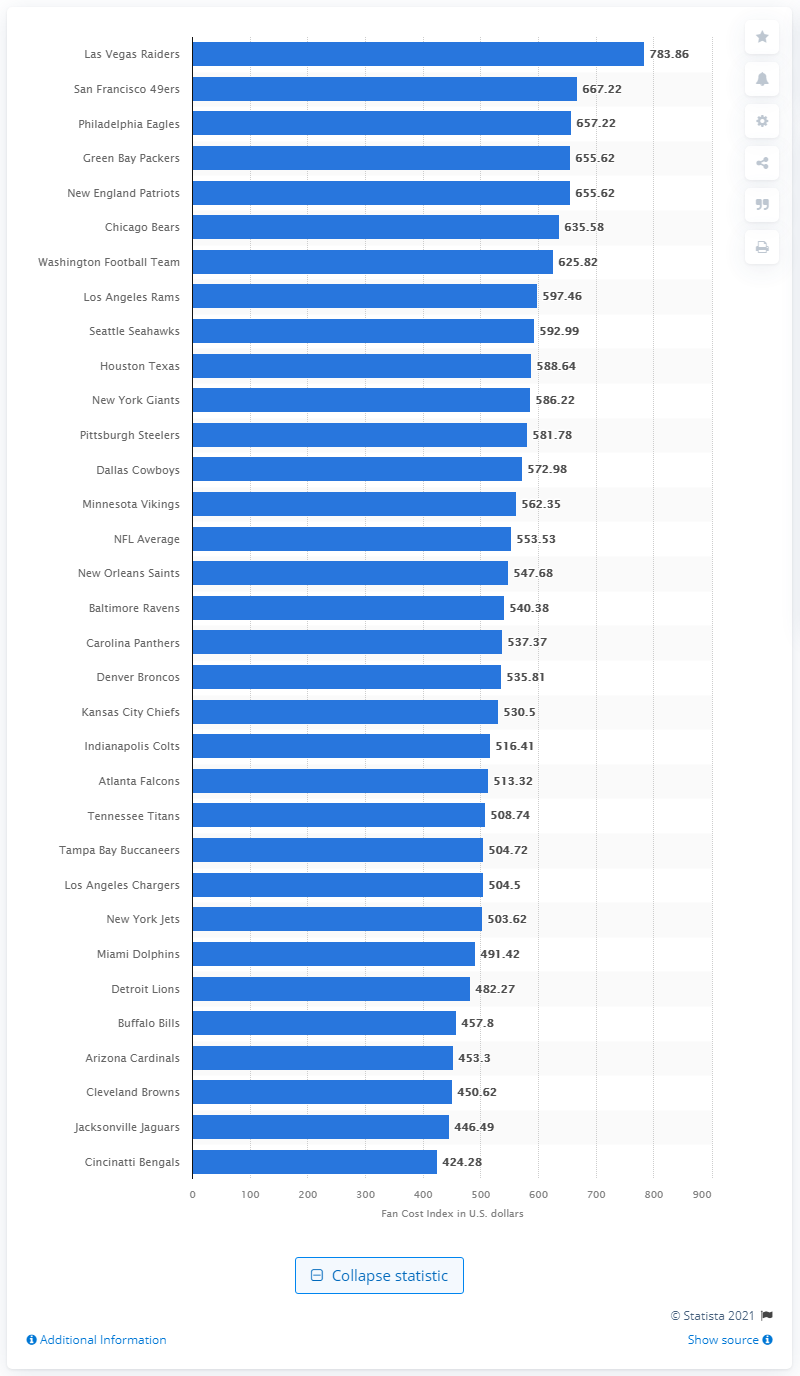 Las Vegas Raiders 783.86
San Francisco 49ers 667.22
Philadelphia Eagles 657.22
Green Bay Packers 655.62
New England Patriots 655.62
Chicago Bears 635.58
Washington Football Team 625.82
Los Angeles Rams 597.46
Seattle Seahawks 592.99
Houston Texas 588.64
New York Giants 586.22
Pittsburgh Steelers 581.78
Dallas Cowboys 572.98
Minnesota Vikings 562.35
NFL Average 553.53
New Orleans Saints 547.68
Baltimore Ravens 540.38
Carolina Panthers 537.37
Denver Broncos 535.81
Kansas City Chiefs 530.5
Indianapolis Colts 516.41
Atlanta Falcons 513.32
Tennessee Titans 508.74
Tampa Bay Buccaneers 504.72
Los Angeles Chargers 504.5
New York Jets 503.62
Miami Dolphins 491.42
Detroit Lions 482.27
Buffalo Bills 457.8
Arizona Cardinals 453.3
Cleveland Browns 450.62
Jacksonville Jaguars 446.49
Cincinatti Bengals 424.28
0 100 200 300 400 500 600 700 800 900
Fan Cost Index in U.S. dollars
Collapse statistic
© Statista 2021
Additional Information
Show source